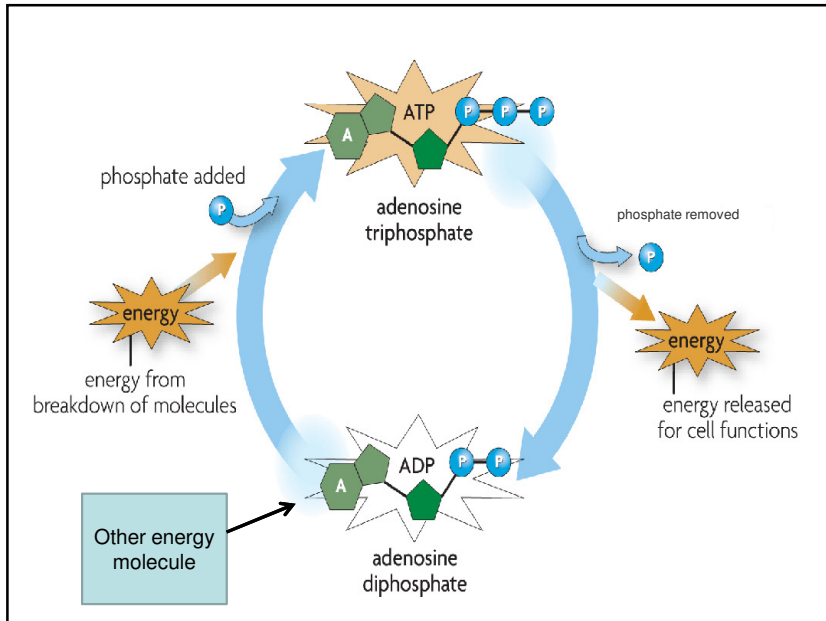 ATP
P P P
A
phosphate added
P
adenosine
triphosphate
phosphate removed
P
energy
energy from
breakdown of molecules
energy
energy released
for cell functions
ADP
P P
A
Other energy
molecule
adenosine
diphosphate